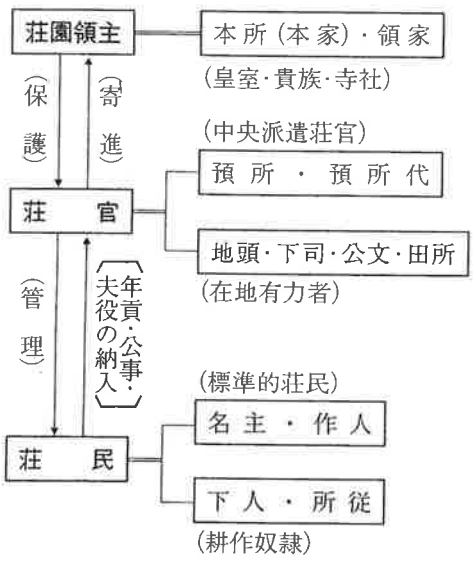 荘園領主
本所(本家)・領家
(皇室・貴族・寺社)
(保護)
(寄進)
(中央派遣荘官)
預所・預所代
荘官
地頭・下司・公文・田所
(在地有力者)
(管理)
〔年貢・公事・
夫役の納入〕
(標準的荘民)
名主・作人
荘民
下人・所従
(耕作奴隷)